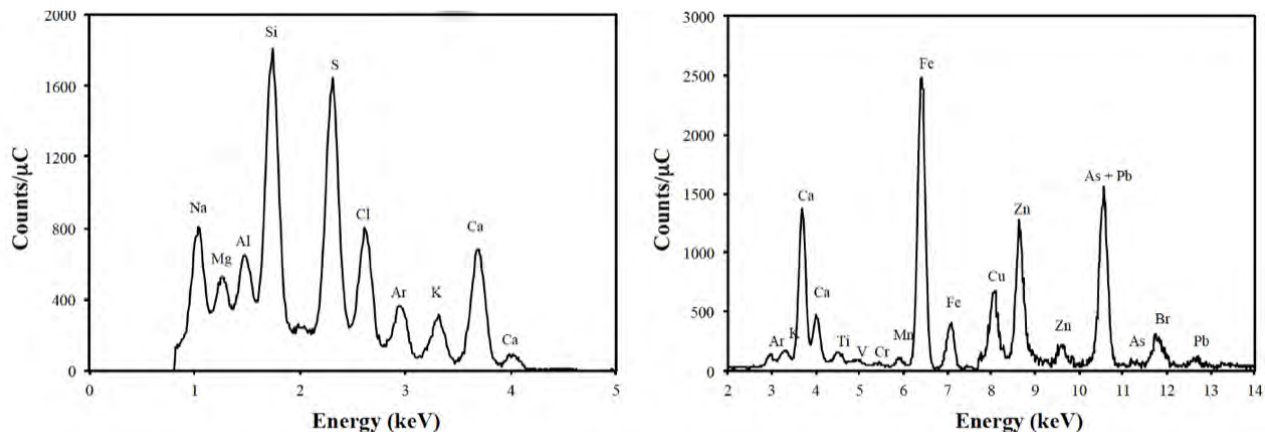 2000
1600
1200
800
400
0
Counts/μC
Na
Mg
Al
Si
S
Cl
Ar
K
Ca
Ca
0 1 2 3 4 5
Energy (keV)
3000
2500
2000
1500
1000
500
0
Counts/μC
Ar
K
Ca
Ca
Ti
V
Cr
Mn
Fe
Fe
Cu
Zn
Zn
As + Pb
As
Br
Pb
2 3 4 5 6 7 8 9 10 11 12 13 14
Energy (keV)